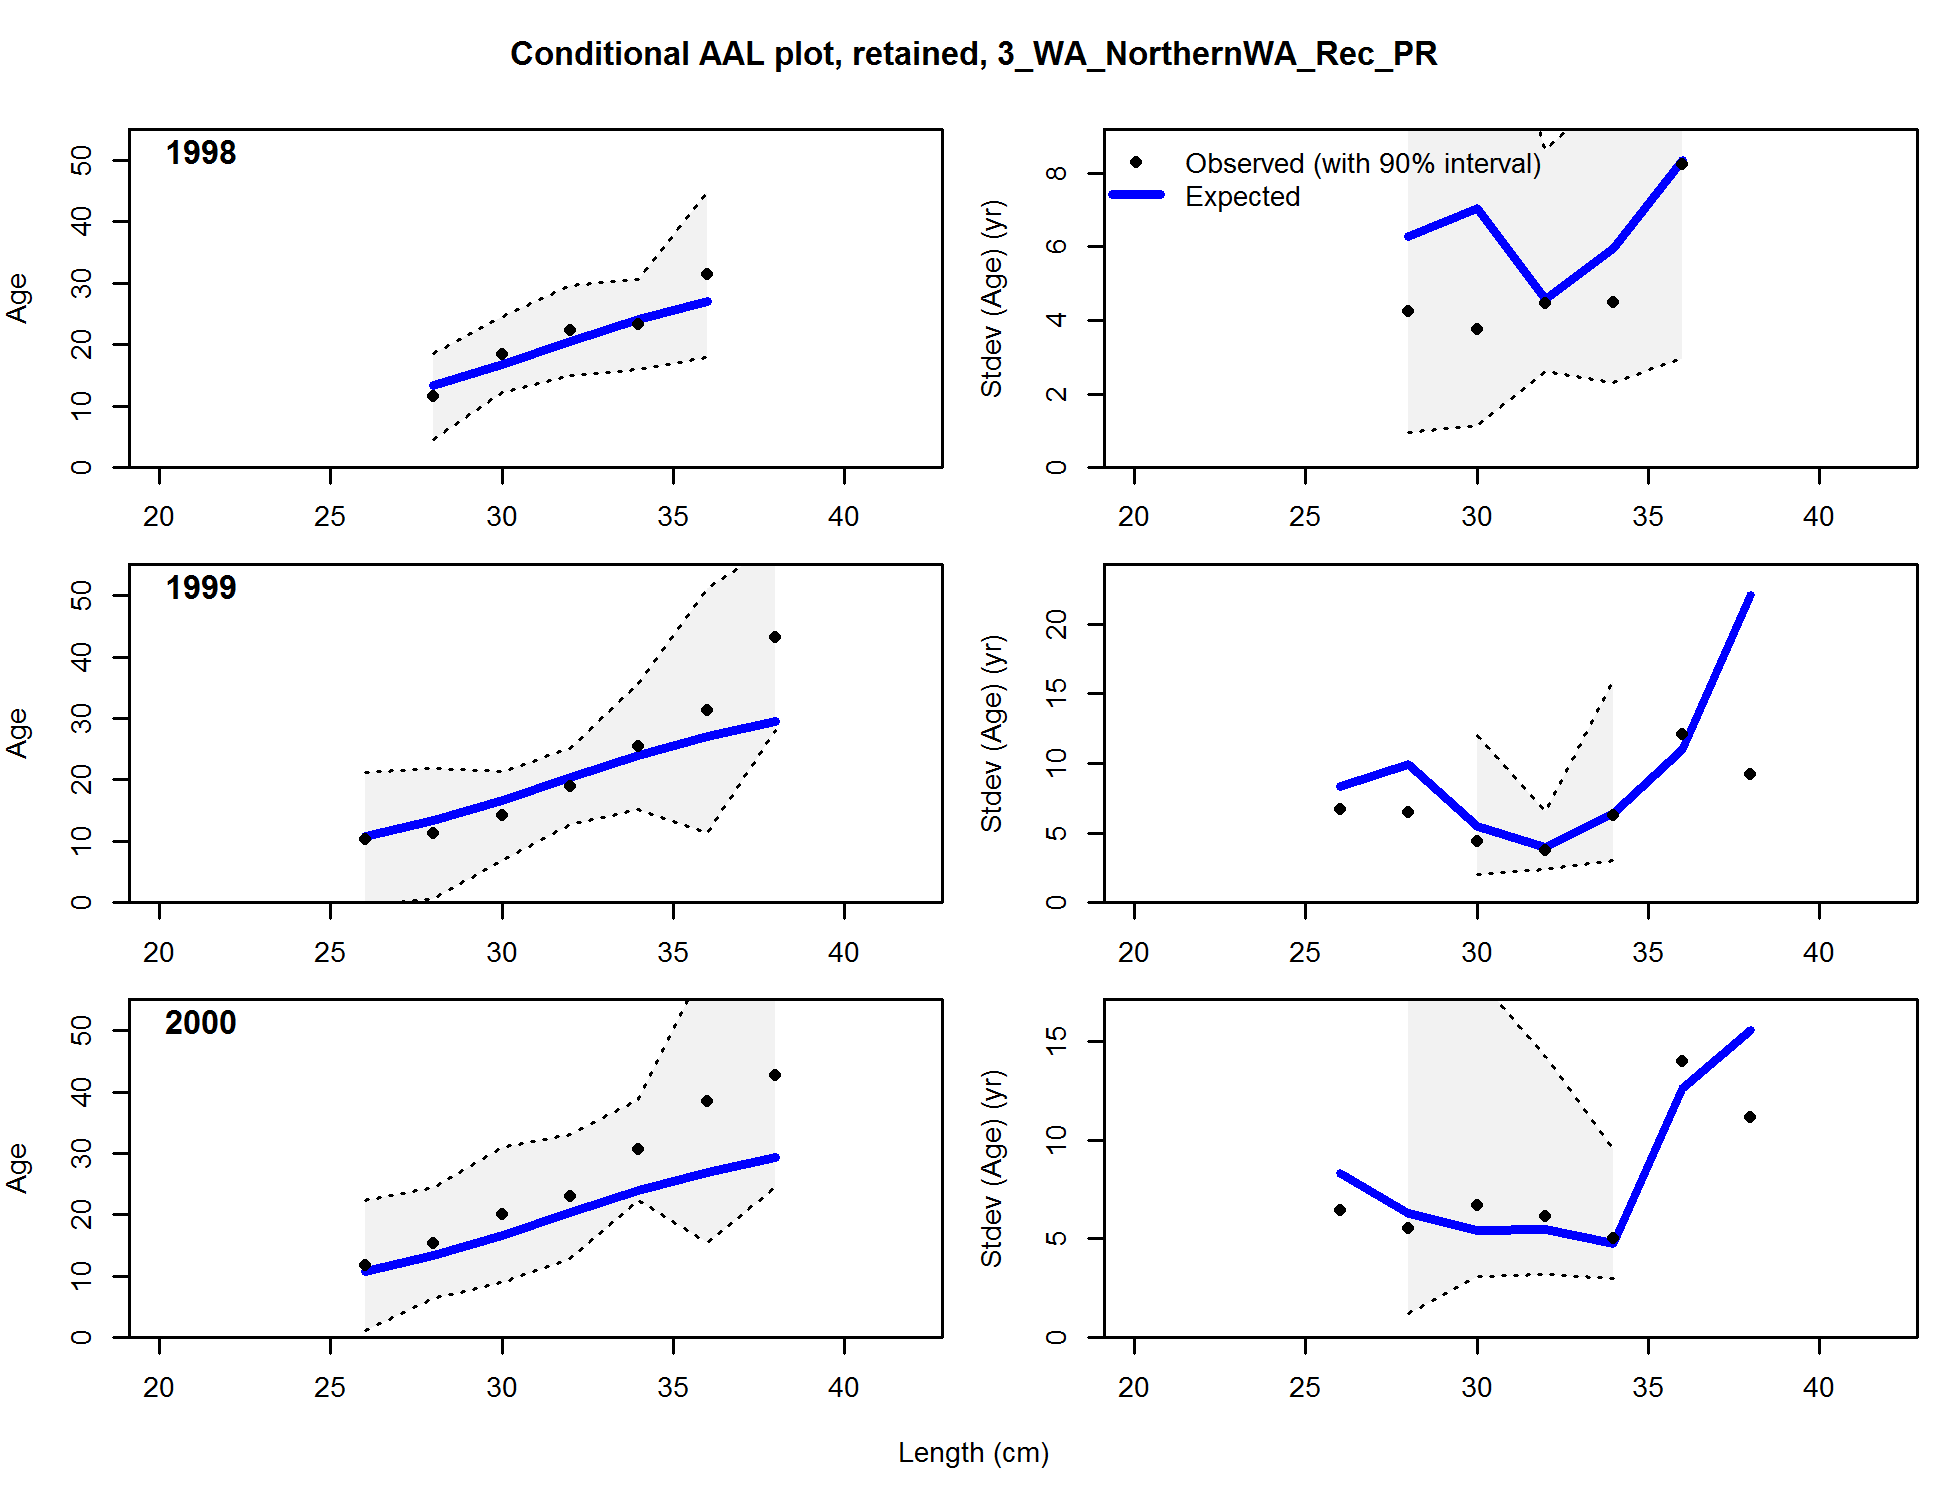 Conditional AAL plot, retained, 3_WA_NorthernWA_Rec_PR
1998
Age
0 10 20 30 40 50
20 25 30 35 40
Observed (with 90% interval)
Expected
Stdev (Age) (yr)
0 2 4 6 8
20 25 30 35 40
1999
Age
0 10 20 30 40 50
20 25 30 35 40
Stdev (Age) (yr)
0 5 10 15 20
20 25 30 35 40
2000
Age
0 10 20 30 40 50
20 25 30 35 40
Stdev (Age) (yr)
0 5 10 15
20 25 30 35 40
Length (cm)